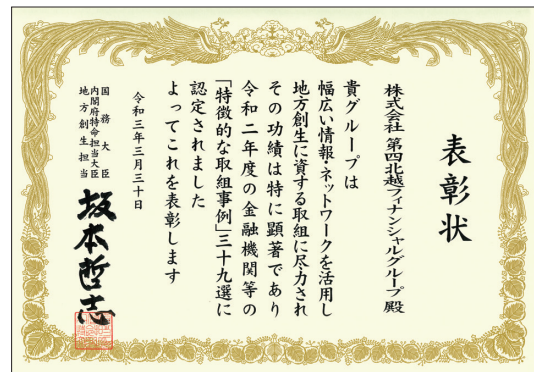 表彰状
株式会社 第四北越フィナンシャルグループ 殿
貴グループは
幅広い情報・ネットワークを活用し
地方創生に資する取組に尽力され
その功績は特に顕著であり
令和二年度の金融機関等の
「特徴的な取組事例」三十九選に
認定されました
よってこれを表彰します
令和三年三月三十日
国務大臣
内閣府特命担当大臣
地方創生担当
坂本哲志